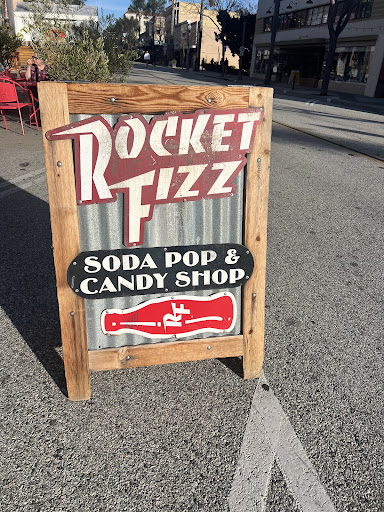 ROCKET
FIZZ
SODA POP &
CANDY SHOP
RF